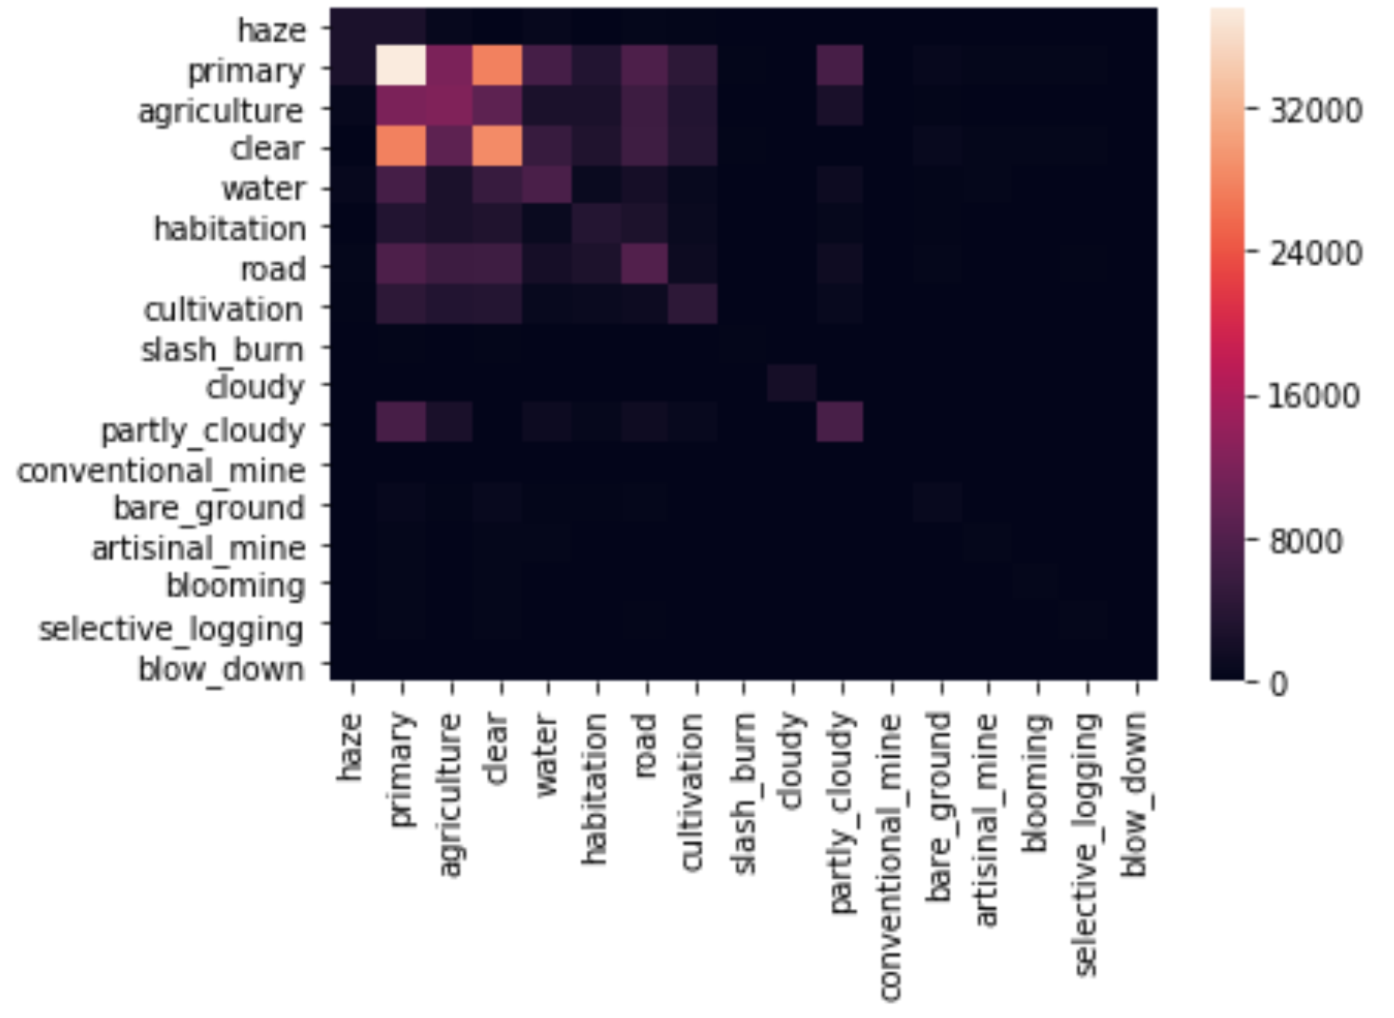 haze
primary
agriculture
clear
water
habitation
road
cultivation
slash_burn
cloudy
partly_cloudy
conventional_mine
bare_ground
artisinal_mine
blooming
selective_logging
blow_down
haze
primary
agriculture
clear
water
habitation
road
cultivation
slash_burn
cloudy
partly_cloudy
conventional_mine
bare_ground
artisinal_mine
blooming
selective_logging
blow_down
32000
24000
16000
8000
0